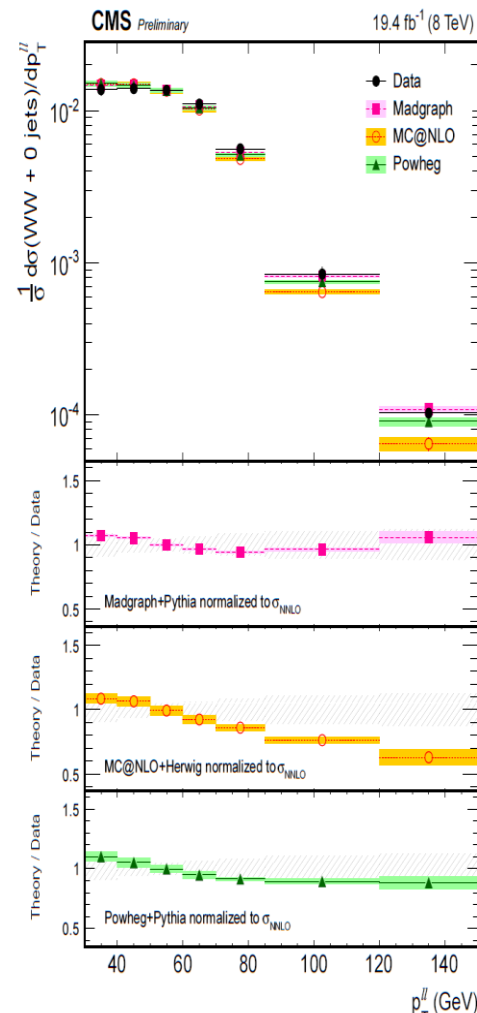 CMS Preliminary 19.4 fb⁻¹ (8 TeV)
1/σ dσ(WW + 0 jets)/dp_T^ll
10⁻²
10⁻³
10⁻⁴
Data
Madgraph
MC@NLO
Powheg
Theory / Data
1.5
1
0.5
Madgraph+Pythia normalized to σ_NNLO
Theory / Data
1.5
1
0.5
MC@NLO+Herwig normalized to σ_NNLO
Theory / Data
1.5
1
0.5
Powheg+Pythia normalized to σ_NNLO
40 60 80 100 120 140
p_T^ll (GeV)